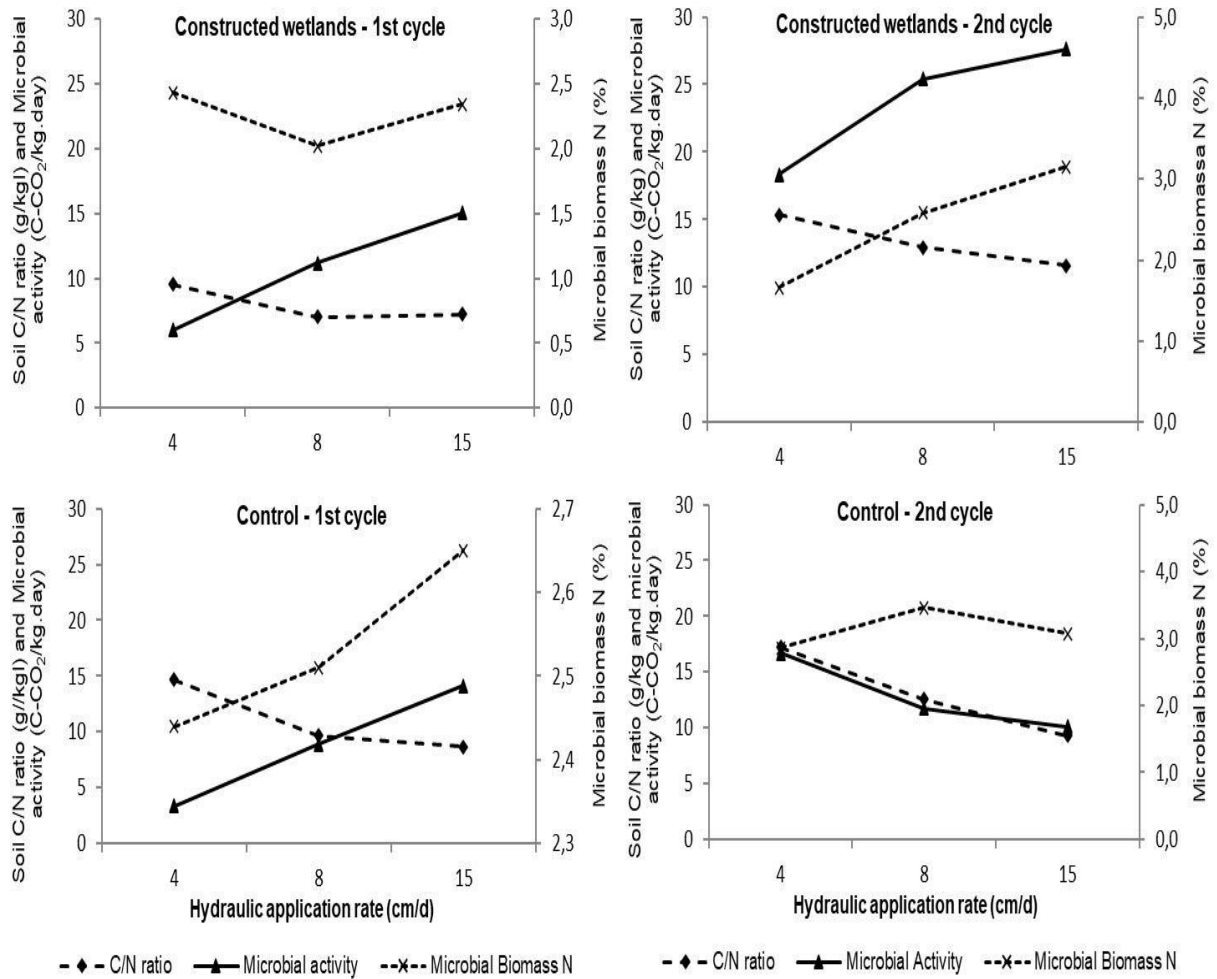 Constructed wetlands - 1st cycle
Soil C/N ratio (g/kgl) and Microbial
activity (C-CO₂/kg.day)
30
25
20
15
10
5
0
3,0
2,5
2,0
1,5
1,0
0,5
0,0
Microbial biomass N (%)
4 8 15
Constructed wetlands - 2nd cycle
Soil C/N ratio (g/kg) and Microbial
activity (C-CO₂/kg.day)
30
25
20
15
10
5
0
5,0
4,0
3,0
2,0
1,0
0,0
Microbial biomassa N (%)
4 8 15
Control - 1st cycle
Soil C/N ratio (g//kgl) and Microbial
activity (C-CO₂/kg.day)
30
25
20
15
10
5
0
2,7
2,6
2,5
2,4
2,3
Microbial biomass N (%)
4 8 15
Hydraulic application rate (cm/d)
C/N ratio Microbial activity Microbial Biomass N
Control - 2nd cycle
Soil C/N ratio (g/kg and microbial
activity (C-CO₂/kg.day)
30
25
20
15
10
5
0
5,0
4,0
3,0
2,0
1,0
0,0
Microbial biomass N (%)
4 8 15
Hydraulic application rate (cm/d)
C/N ratio Microbial Activity Microbial Biomass N